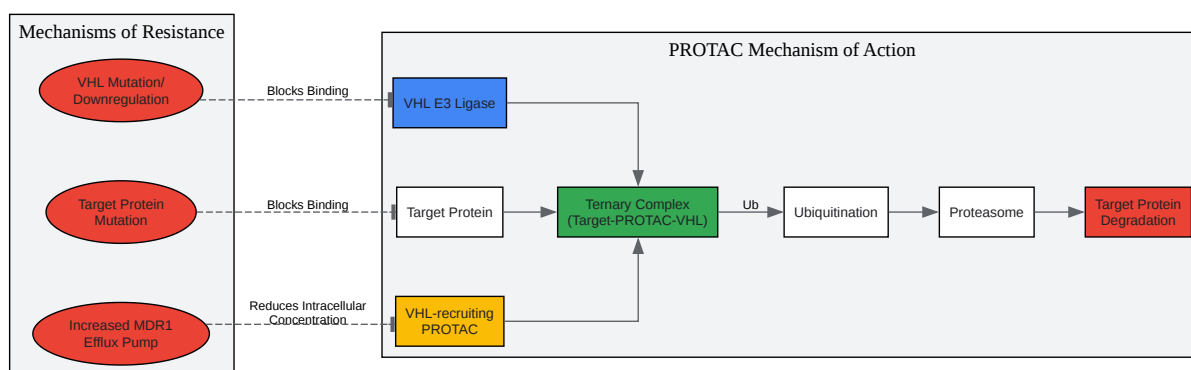 Mechanisms of Resistance
PROTAC Mechanism of Action
VHL Mutation/
Downregulation
Blocks Binding
VHL E3 Ligase
Target Protein
Mutation
Blocks Binding
Target Protein
Ternary Complex
(Target-PROTAC-VHL)
Ub
Ubiquitination
Proteasome
Target Protein
Degradation
Increased MDR1
Efflux Pump
Reduces Intracellular
Concentration
VHL-recruiting
PROTAC